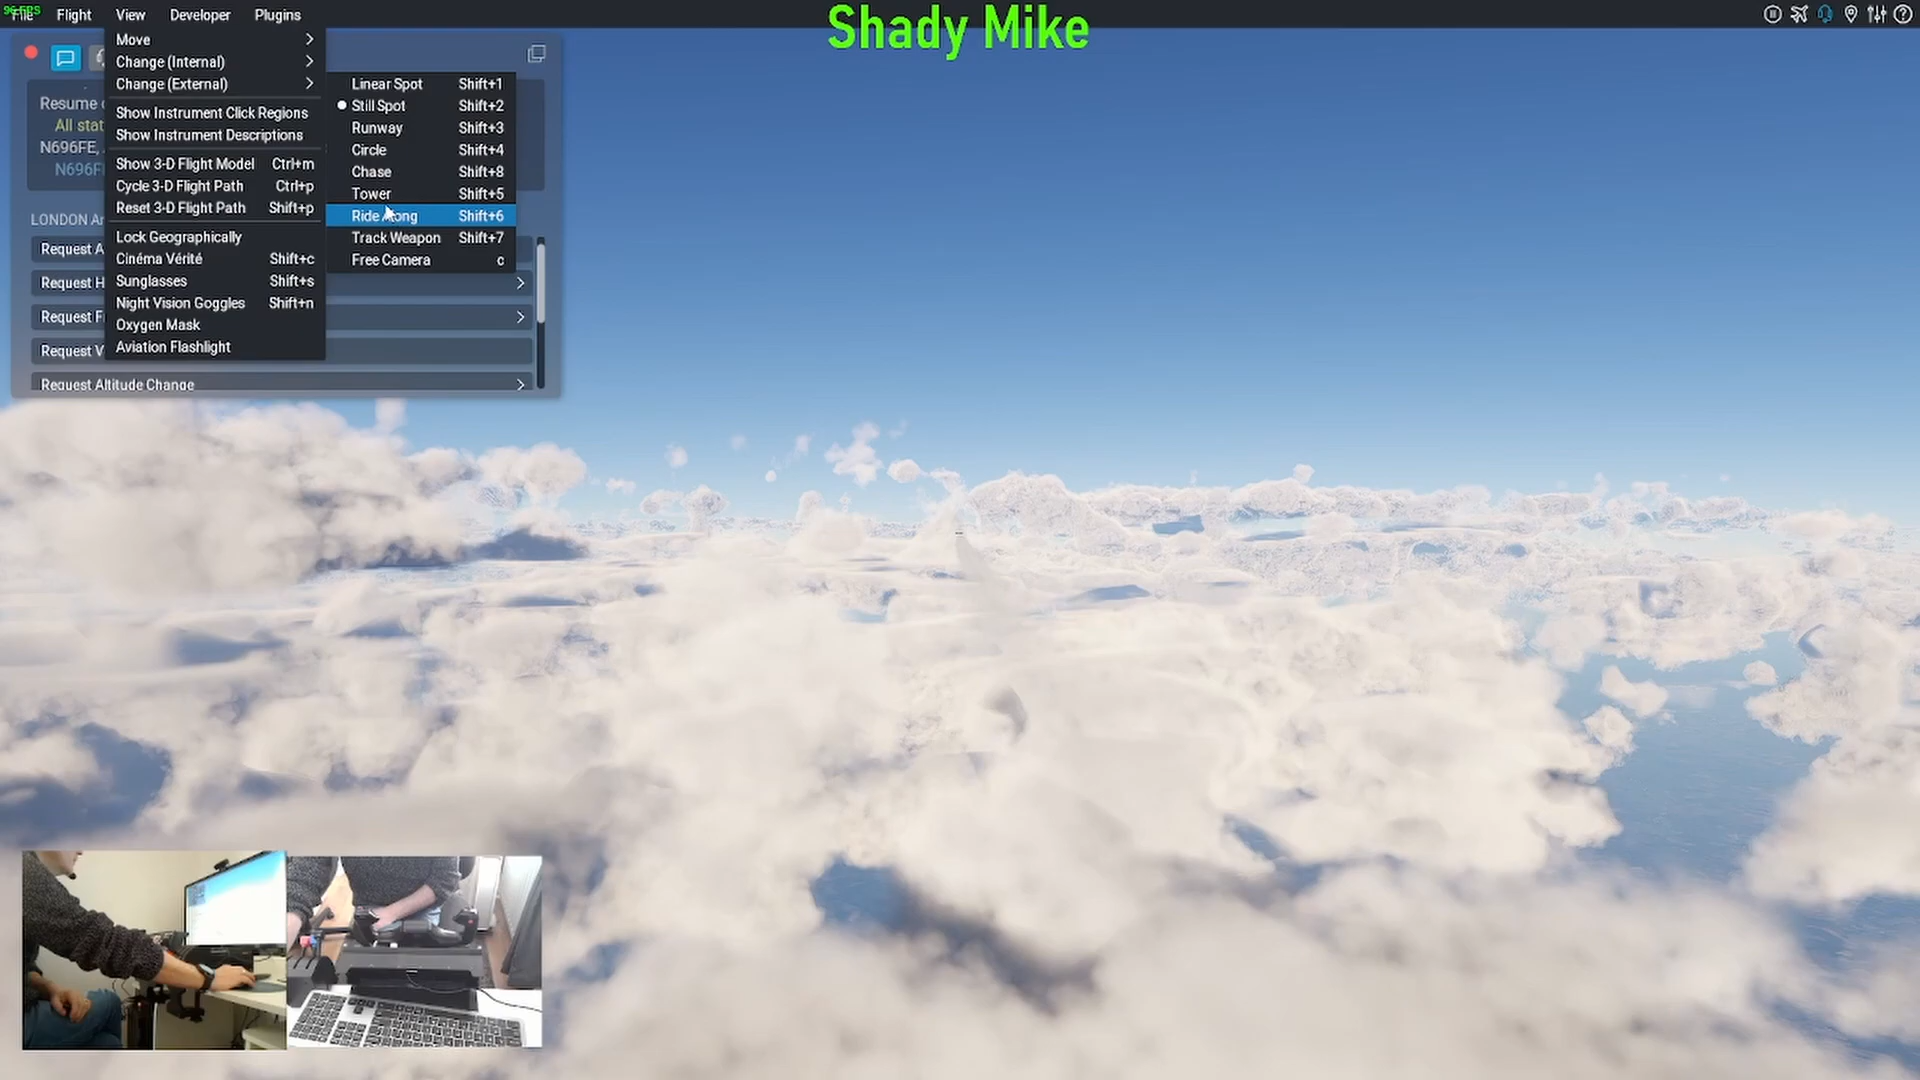 96 FPS
File Flight View Developer Plugins
Shady Mike
Move
Change (Internal)
Change (External)
Show Instrument Click Regions
Show Instrument Descriptions
Show 3-D Flight Model Ctrl+m
Cycle 3-D Flight Path Ctrl+p
Reset 3-D Flight Path Shift+p
Lock Geographically
Cinéma Vérité Shift+c
Sunglasses Shift+s
Night Vision Goggles Shift+n
Oxygen Mask
Aviation Flashlight
Linear Spot Shift+1
Still Spot Shift+2
Runway Shift+3
Circle Shift+4
Chase Shift+8
Tower Shift+5
Ride Along Shift+6
Track Weapon Shift+7
Free Camera c
Resume
All stat
N696FE,
N696F
LONDON
Request A
Request H
Request F
Request V
Request Altitude Change